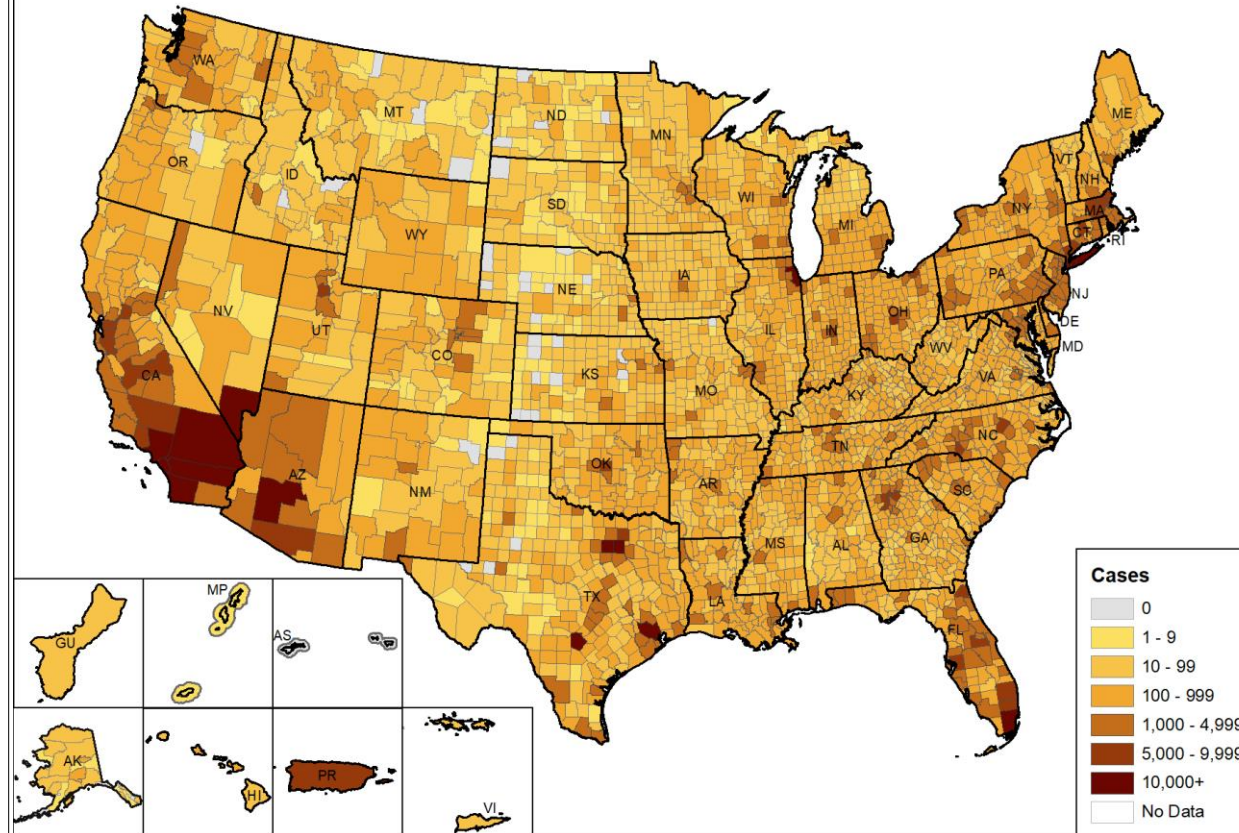 WA
MT
ND
MN
ME
OR
ID
SD
WI
MI
VT
NH
NY
MA
CT
RI
WY
IA
PA
NJ
NV
UT
CO
NE
IL
IN
OH
DE
MD
WV
VA
CA
KS
MO
KY
AZ
NM
OK
AR
TN
NC
SC
MS
AL
GA
TX
LA
FL
GU
MP
AS
AK
HI
PR
VI
Cases
0
1 - 9
10 - 99
100 - 999
1,000 - 4,999
5,000 - 9,999
10,000+
No Data